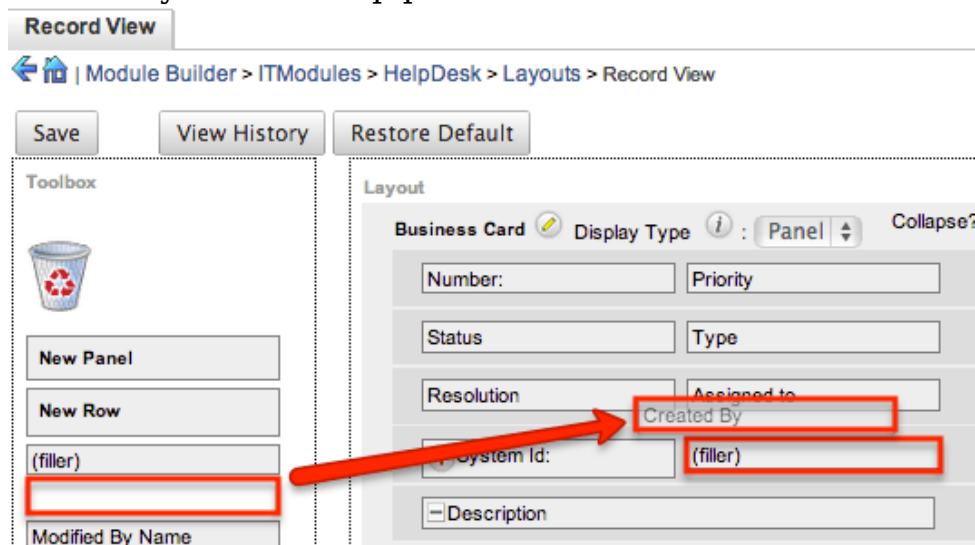 Record View
| Module Builder > ITModules > HelpDesk > Layouts > Record View
Save View History Restore Default
Toolbox
New Panel
New Row
(filler)
Modified By Name
Layout
Business Card Display Type i : Panel Collapse?
Number: Priority
Status Type
Resolution Assigned to
Created By
System Id: (filler)
Description